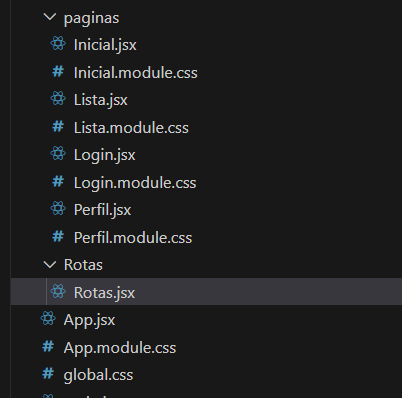 paginas
Inicial.jsx
# Inicial.module.css
Lista.jsx
# Lista.module.css
Login.jsx
# Login.module.css
Perfil.jsx
# Perfil.module.css
Rotas
Rotas.jsx
App.jsx
# App.module.css
# global.css